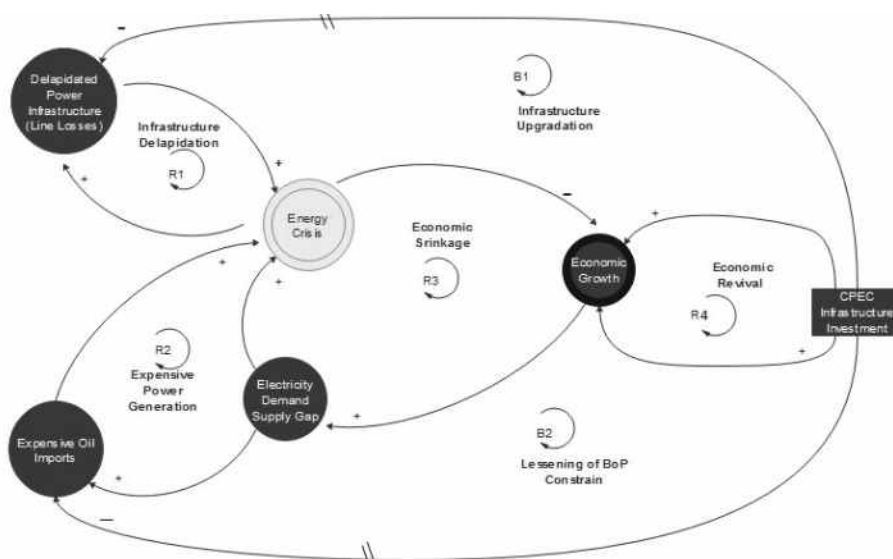 Delapidated
Power
Infrastructure
(Line Losses)
B1
Infrastructure
Upgradation
Infrastructure
Delapidation
R1
Energy
Crisis
Economic
Srinkage
R3
Economic
Growth
Economic
Revival
R4
CPEC
Infrastructure
Investment
R2
Expensive
Power
Generation
Electricity
Demand
Supply Gap
Expensive Oil
Imports
B2
Lessening of BoP
Constrain